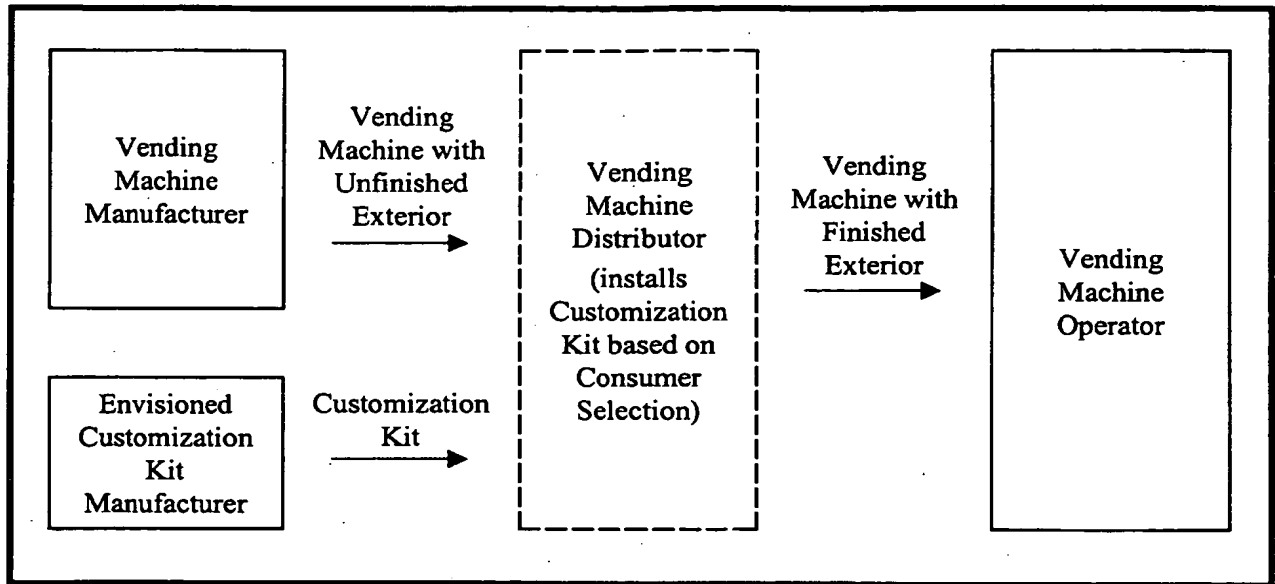 Vending
Machine
Manufacturer
Vending
Machine with
Unfinished
Exterior
Envisioned
Customization
Kit
Manufacturer
Customization
Kit
Vending
Machine
Distributor
(installs
Customization
Kit based on
Consumer
Selection)
Vending
Machine with
Finished
Exterior
Vending
Machine
Operator